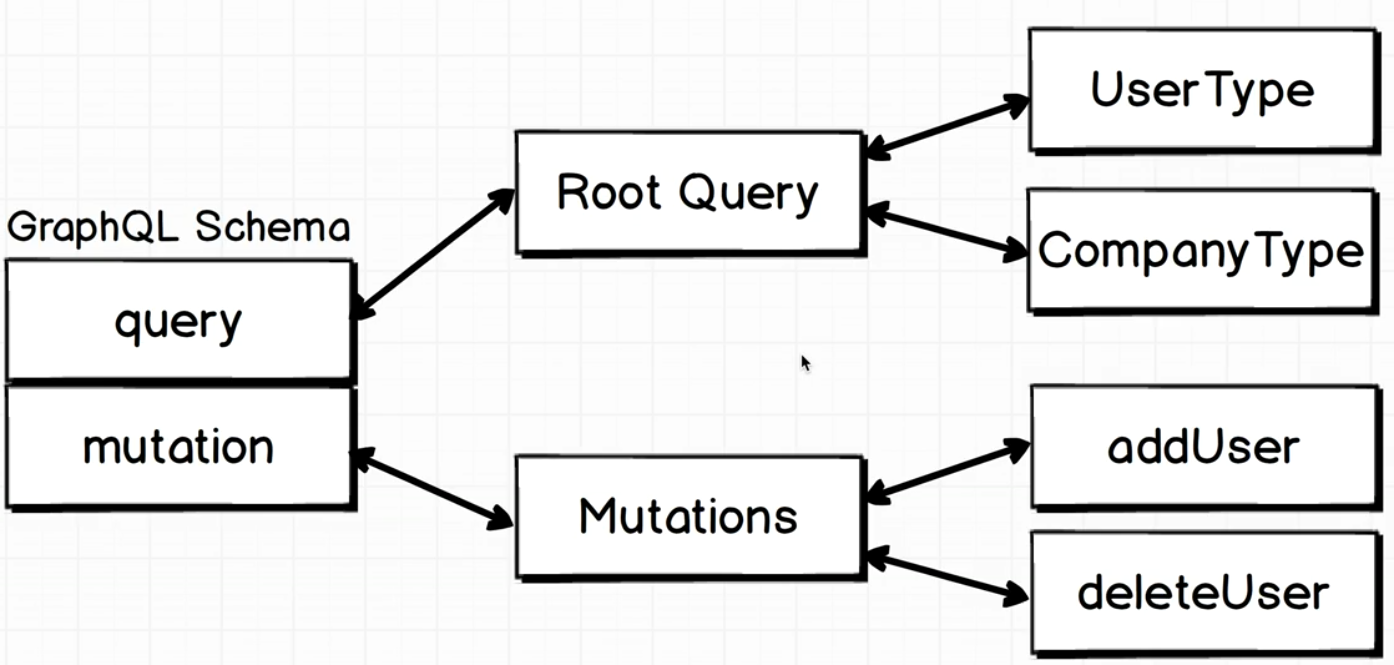 GraphQL Schema
query
mutation
Root Query
Mutations
UserType
CompanyType
addUser
deleteUser